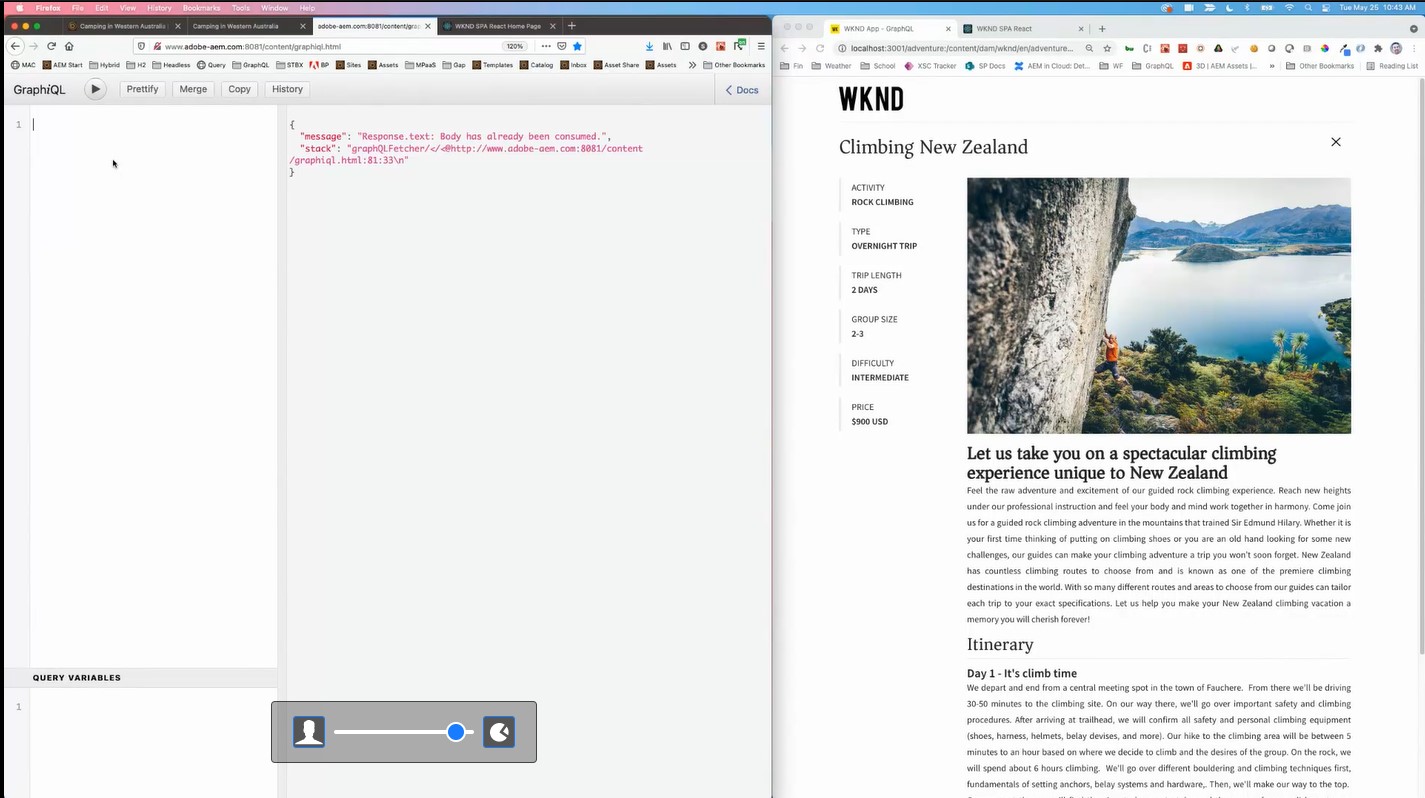 Firefox File Edit View History Bookmarks Tools Window Help
Tue May 25 10:43 AM
Camping in Western Australia
Camping in Western Australia
adobe-aem.com:8081/content/grap
WKND SPA React Home Page
www.adobe-aem.com:8081/content/graphiql.html
120%
MAC AEM Start Hybrid H2 Headless Query GraphQL STBX BP Sites Assets MPaaS Gap Templates Catalog Inbox Asset Share Assets Other Bookmarks
GraphiQL
Prettify
Merge
Copy
History
Docs
1
{
"message": "Response.text: Body has already been consumed.",
"stack": "graphQLFetcher/</<@http://www.adobe-aem.com:8081/content
/graphiql.html:81:33\n"
}
QUERY VARIABLES
1
WKND App - GraphQL
WKND SPA React
localhost:3001/adventure:/content/dam/wknd/en/adventure...
Fin Weather School XSC Tracker SP Docs AEM in Cloud: Det... WF GraphQL 3D | AEM Assets |... Other Bookmarks Reading List
WKND
Climbing New Zealand
ACTIVITY
ROCK CLIMBING
TYPE
OVERNIGHT TRIP
TRIP LENGTH
2 DAYS
GROUP SIZE
2-3
DIFFICULTY
INTERMEDIATE
PRICE
$900 USD
Let us take you on a spectacular climbing
experience unique to New Zealand
Feel the raw adventure and excitement of our guided rock climbing experience. Reach new heights
under our professional instruction and feel your body and mind work together in harmony. Come join
us for a guided rock climbing adventure in the mountains that trained Sir Edmund Hilary. Whether it is
your first time thinking of putting on climbing shoes or you are an old hand looking for some new
challenges, our guides can make your climbing adventure a trip you won't soon forget. New Zealand
has countless climbing routes to choose from and is known as one of the premiere climbing
destinations in the world. With so many different routes and areas to choose from our guides can tailor
each trip to your exact specifications. Let us help you make your New Zealand climbing vacation a
memory you will cherish forever!
Itinerary
Day 1 - It's climb time
We depart and end from a central meeting spot in the town of Fauchere. From there we'll be driving
30-50 minutes to the climbing site. On our way there, we'll go over important safety and climbing
procedures. After arriving at trailhead, we will confirm all safety and personal climbing equipment
(shoes, harness, helmets, belay devises, and more). Our hike to the climbing area will be between 5
minutes to an hour based on where we decide to climb and the desires of the group. On the rock, we
will spend about 6 hours climbing. We'll go over different bouldering and climbing techniques first,
fundamentals of setting anchors, belay systems and hardware,. Then, we'll make our way to the top.